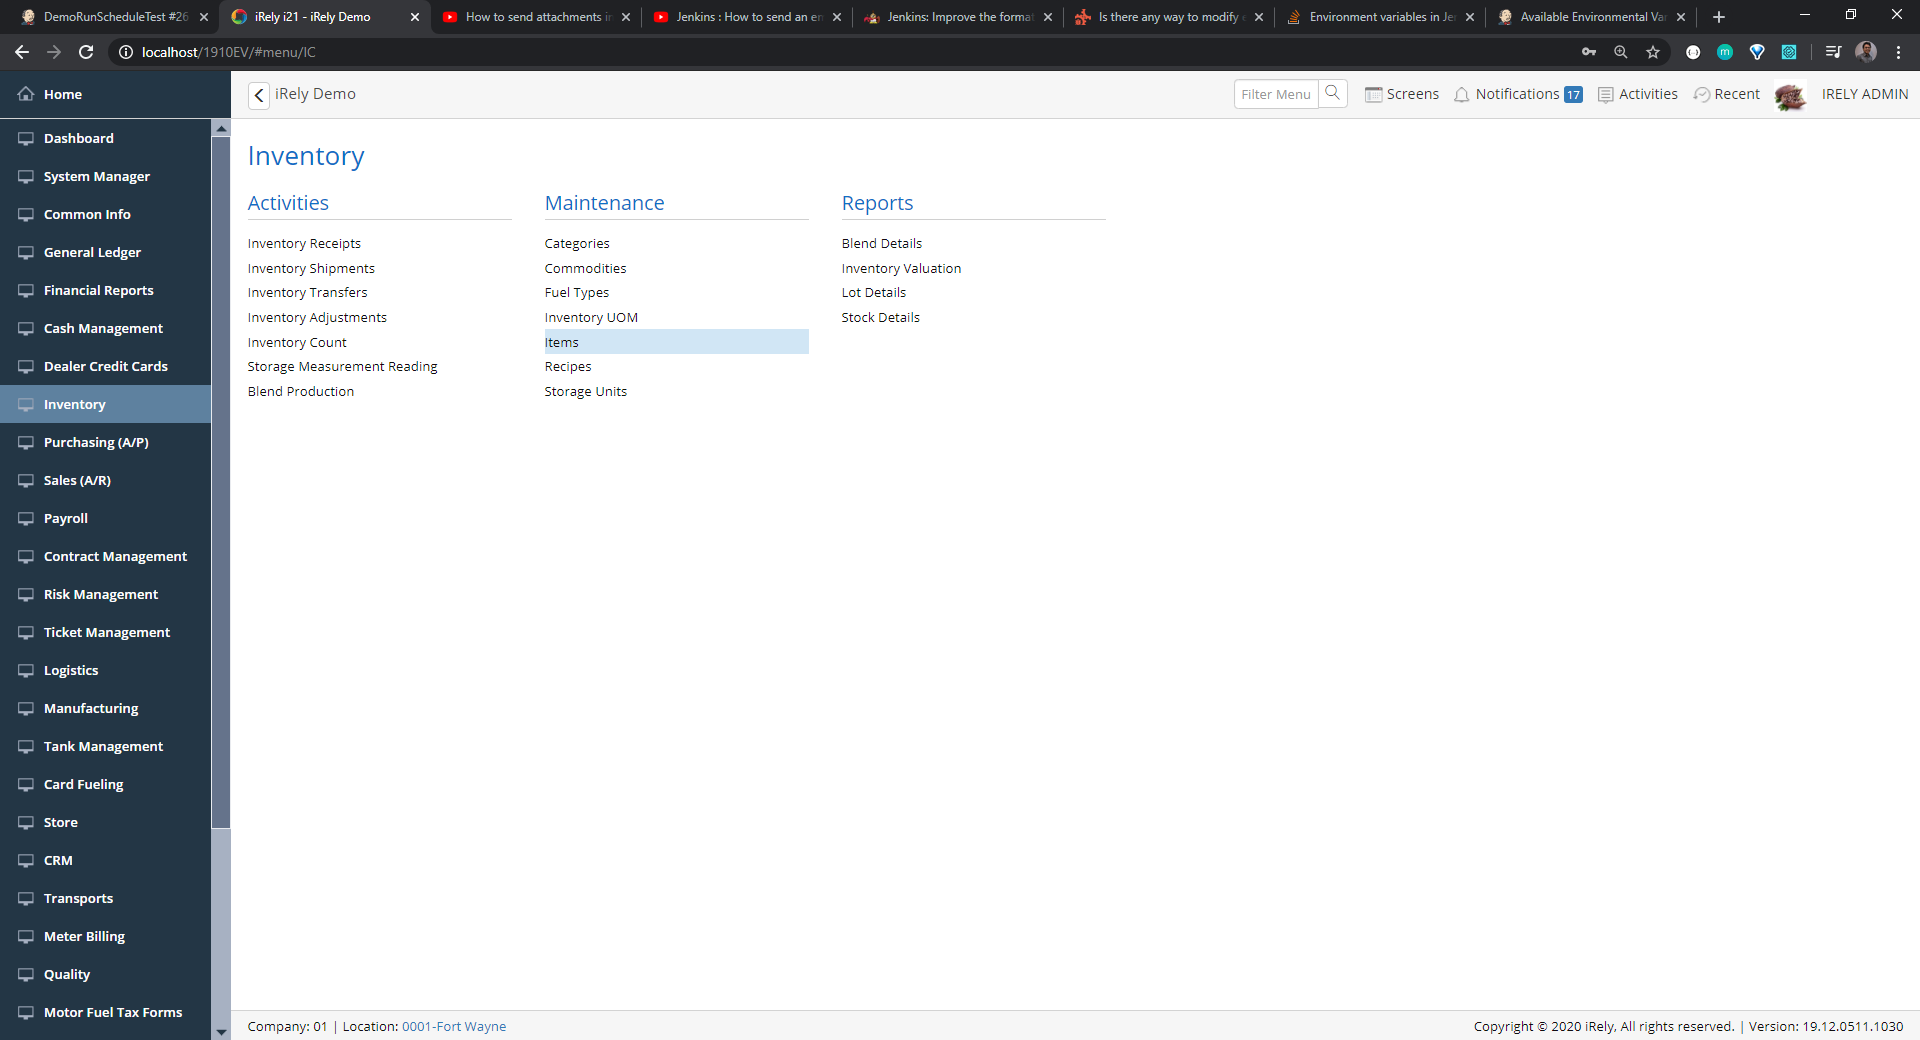 DemoRunScheduleTest #26
iRely i21 - iRely Demo
How to send attachments in
Jenkins : How to send an en
Jenkins: Improve the format
Is there any way to modify e
Environment variables in Je
Available Environmental Var
localhost/1910EV/#menu/IC
Home
iRely Demo
Filter Menu
Screens
Notifications 17
Activities
Recent
IRELY ADMIN
Dashboard
System Manager
Common Info
General Ledger
Financial Reports
Cash Management
Dealer Credit Cards
Inventory
Purchasing (A/P)
Sales (A/R)
Payroll
Contract Management
Risk Management
Ticket Management
Logistics
Manufacturing
Tank Management
Card Fueling
Store
CRM
Transports
Meter Billing
Quality
Motor Fuel Tax Forms
Inventory
Activities
Inventory Receipts
Inventory Shipments
Inventory Transfers
Inventory Adjustments
Inventory Count
Storage Measurement Reading
Blend Production
Maintenance
Categories
Commodities
Fuel Types
Inventory UOM
Items
Recipes
Storage Units
Reports
Blend Details
Inventory Valuation
Lot Details
Stock Details
Company: 01 | Location: 0001-Fort Wayne
Copyright © 2020 iRely, All rights reserved. | Version: 19.12.0511.1030